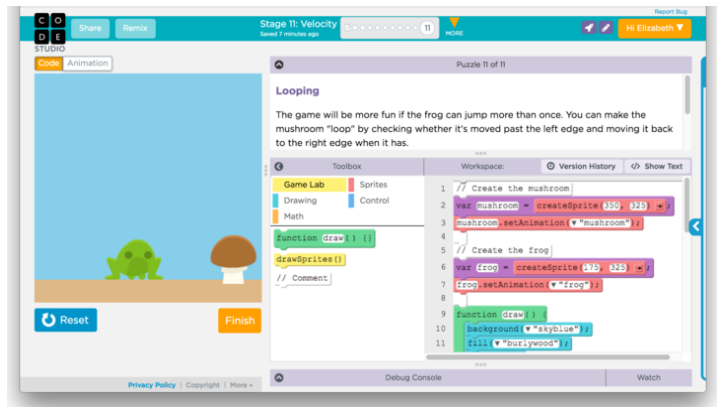 Report Bug
CODE
STUDIO
Share
Remix
Stage 11: Velocity
Saved 7 minutes ago
11
MORE
Hi Elizabeth ▼
Code
Animation
Puzzle 11 of 11
Looping
The game will be more fun if the frog can jump more than once. You can make the
mushroom "loop" by checking whether it's moved past the left edge and moving it back
to the right edge when it has.
Toolbox
Workspace:
Version History
</> Show Text
Game Lab
Sprites
Drawing
Control
Math
function draw() {}
drawSprites()
// Comment
1 // Create the mushroom
2 var mushroom = createSprite(350, 325);
3 mushroom.setAnimation(▼"mushroom");
4
5 // Create the frog
6 var frog = createSprite(175, 325);
7 frog.setAnimation(▼"frog");
8
9 function draw() {
10 background(▼"skyblue");
11 fill(▼"burlywood");
Reset
Finish
Debug Console
Watch
Privacy Policy | Copyright | More